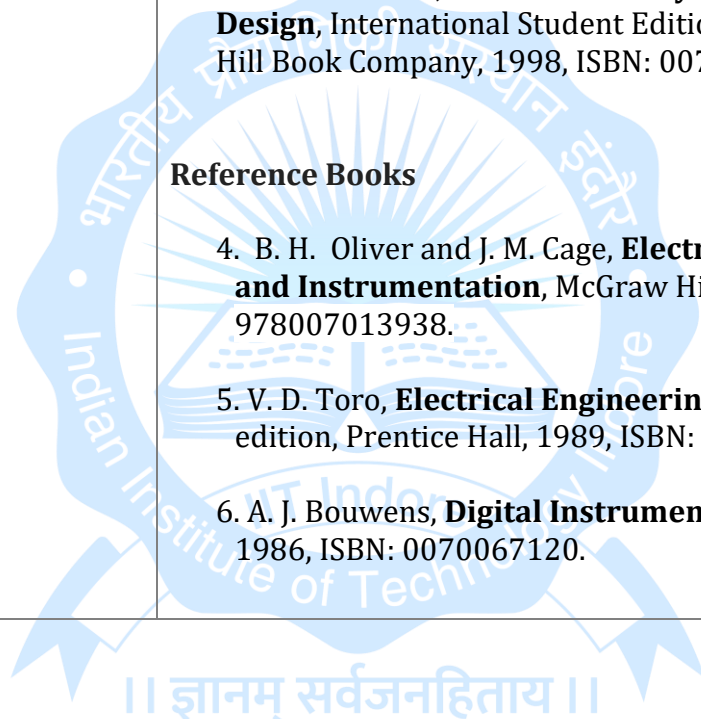 Design, International Student Editio
Hill Book Company, 1998, ISBN: 007
Reference Books
4. B. H. Oliver and J. M. Cage, Electr
and Instrumentation, McGraw Hi
978007013938.
5. V. D. Toro, Electrical Engineerin
edition, Prentice Hall, 1989, ISBN:
6. A. J. Bouwens, Digital Instrumen
1986, ISBN: 0070067120.
भारतीय प्रौद्योगिकी संस्थान इंदौर
Indian Institute of Technology Indore
IIT Indore
।। ज्ञानम् सर्वजनहिताय ।।